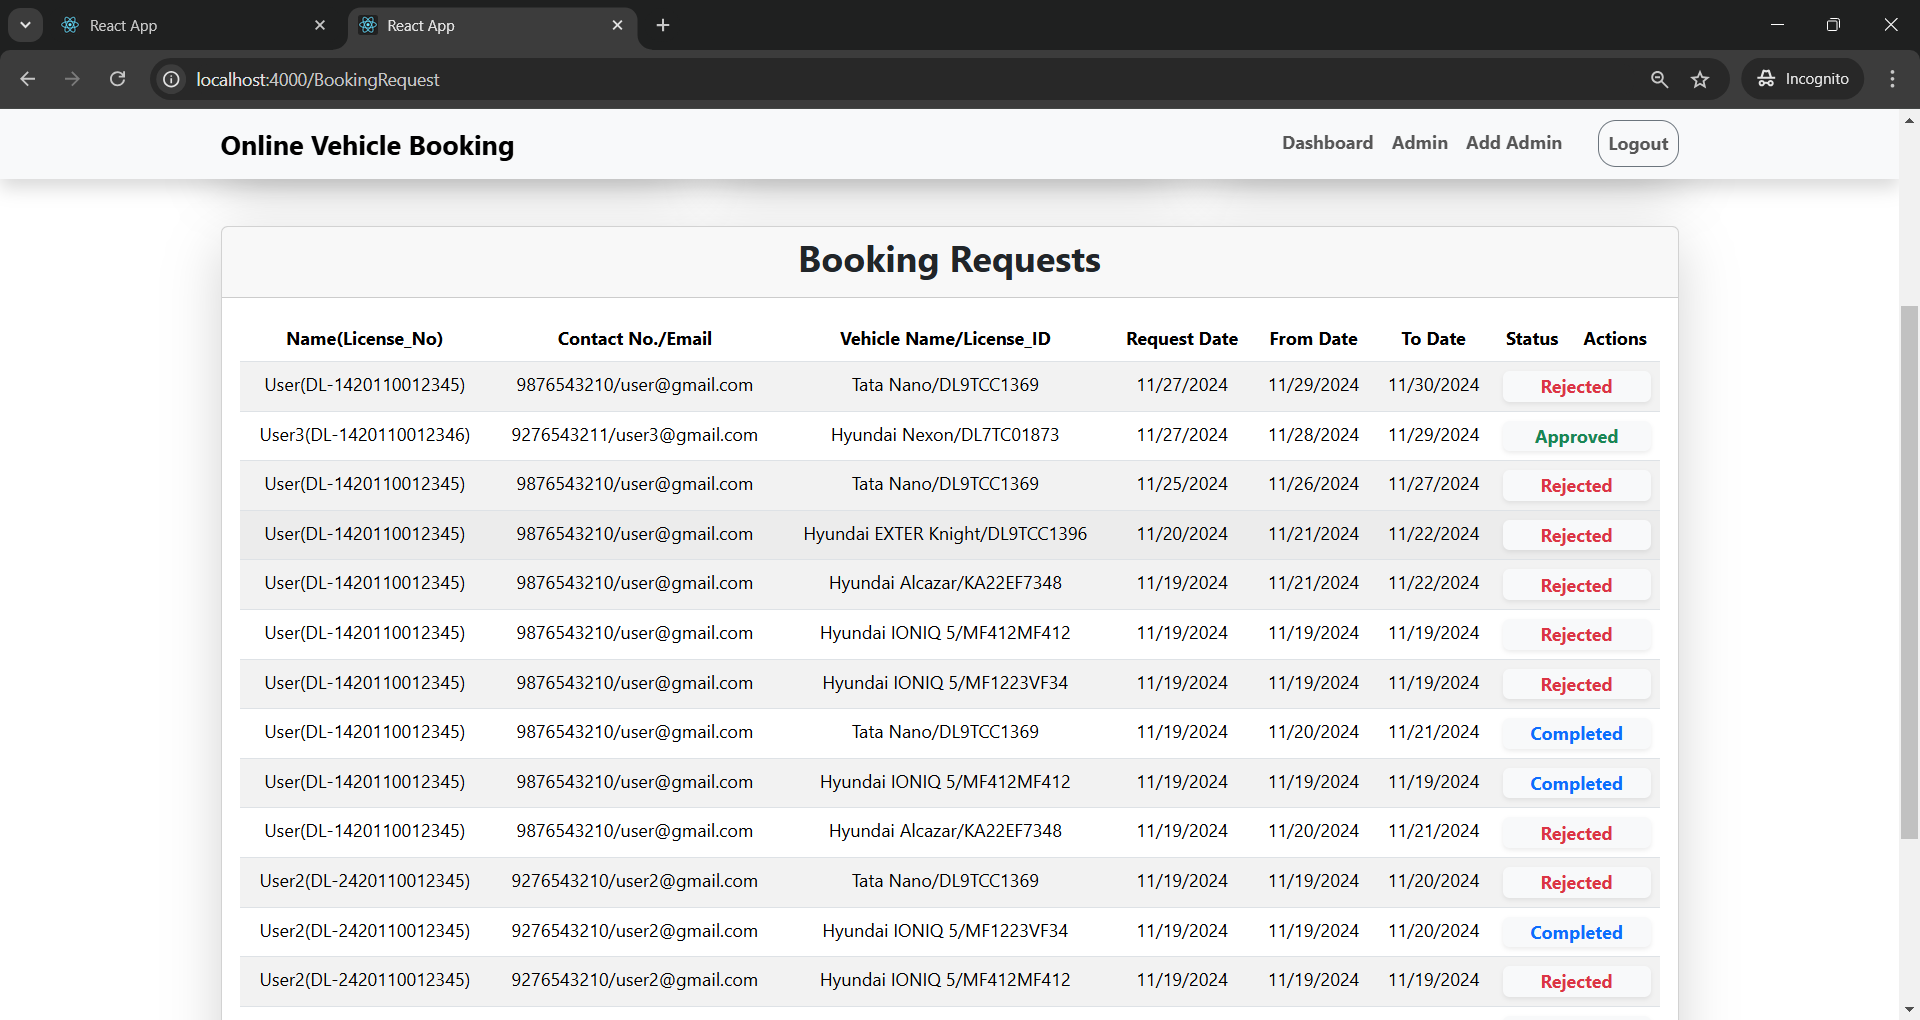 React App
React App
localhost:4000/BookingRequest
Incognito
Online Vehicle Booking
Dashboard Admin Add Admin Logout
Booking Requests
Name(License_No) Contact No./Email Vehicle Name/License_ID Request Date From Date To Date Status Actions
User(DL-1420110012345) 9876543210/user@gmail.com Tata Nano/DL9TCC1369 11/27/2024 11/29/2024 11/30/2024 Rejected
User3(DL-1420110012346) 9276543211/user3@gmail.com Hyundai Nexon/DL7TC01873 11/27/2024 11/28/2024 11/29/2024 Approved
User(DL-1420110012345) 9876543210/user@gmail.com Tata Nano/DL9TCC1369 11/25/2024 11/26/2024 11/27/2024 Rejected
User(DL-1420110012345) 9876543210/user@gmail.com Hyundai EXTER Knight/DL9TCC1396 11/20/2024 11/21/2024 11/22/2024 Rejected
User(DL-1420110012345) 9876543210/user@gmail.com Hyundai Alcazar/KA22EF7348 11/19/2024 11/21/2024 11/22/2024 Rejected
User(DL-1420110012345) 9876543210/user@gmail.com Hyundai IONIQ 5/MF412MF412 11/19/2024 11/19/2024 11/19/2024 Rejected
User(DL-1420110012345) 9876543210/user@gmail.com Hyundai IONIQ 5/MF1223VF34 11/19/2024 11/19/2024 11/19/2024 Rejected
User(DL-1420110012345) 9876543210/user@gmail.com Tata Nano/DL9TCC1369 11/19/2024 11/20/2024 11/21/2024 Completed
User(DL-1420110012345) 9876543210/user@gmail.com Hyundai IONIQ 5/MF412MF412 11/19/2024 11/19/2024 11/19/2024 Completed
User(DL-1420110012345) 9876543210/user@gmail.com Hyundai Alcazar/KA22EF7348 11/19/2024 11/20/2024 11/21/2024 Rejected
User2(DL-2420110012345) 9276543210/user2@gmail.com Tata Nano/DL9TCC1369 11/19/2024 11/19/2024 11/20/2024 Rejected
User2(DL-2420110012345) 9276543210/user2@gmail.com Hyundai IONIQ 5/MF1223VF34 11/19/2024 11/19/2024 11/20/2024 Completed
User2(DL-2420110012345) 9276543210/user2@gmail.com Hyundai IONIQ 5/MF412MF412 11/19/2024 11/19/2024 11/19/2024 Rejected